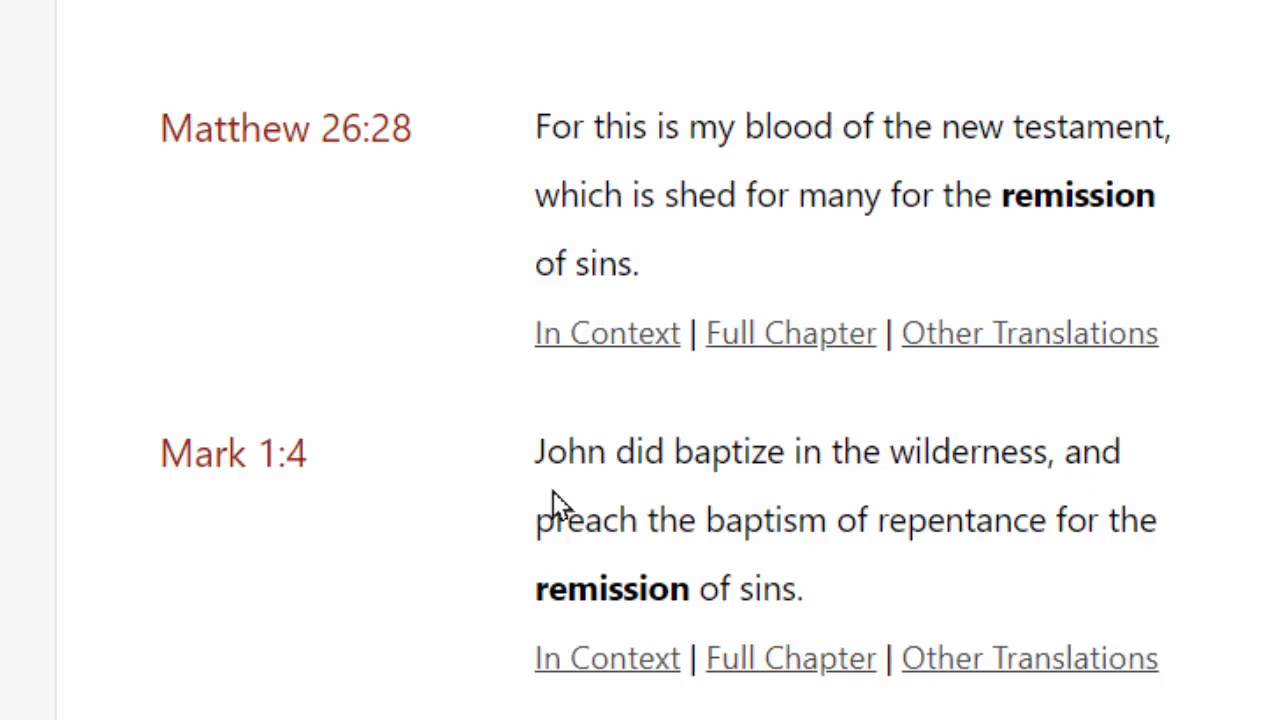 Matthew 26:28
For this is my blood of the new testament,
which is shed for many for the remission
of sins.
In Context | Full Chapter | Other Translations
Mark 1:4
John did baptize in the wilderness, and
preach the baptism of repentance for the
remission of sins.
In Context | Full Chapter | Other Translations